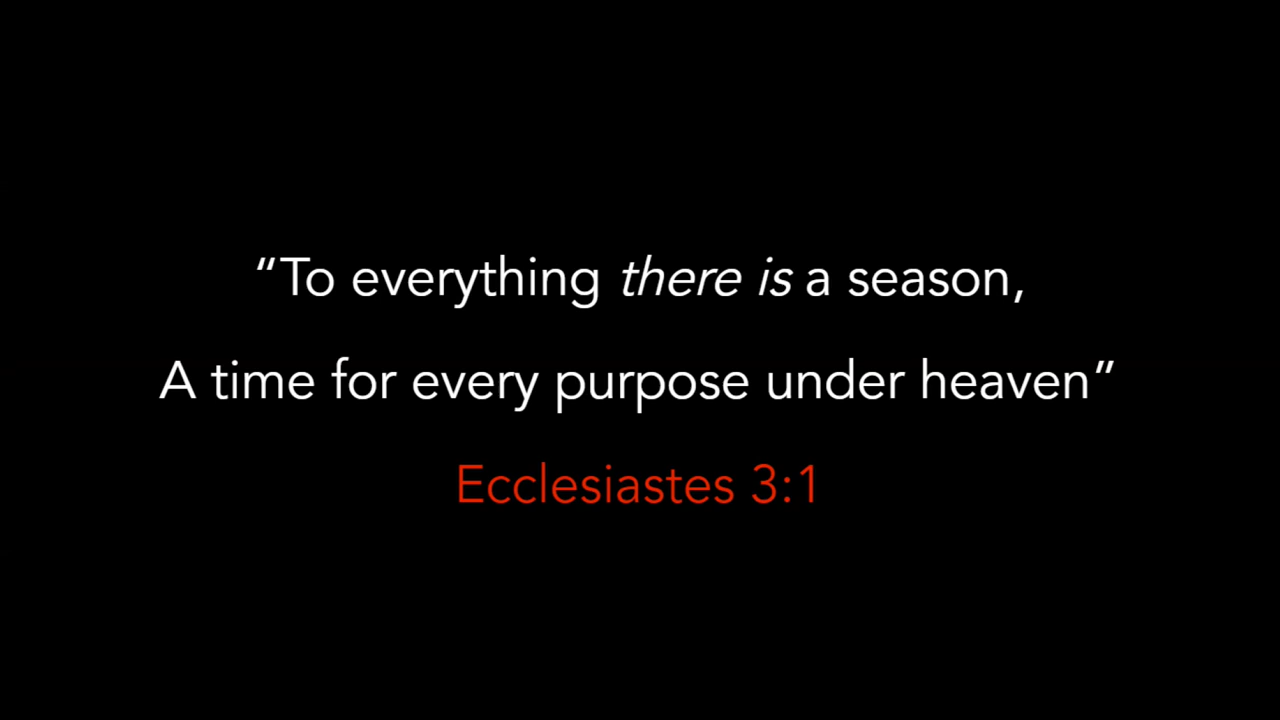 “To everything there is a season,
A time for every purpose under heaven”
Ecclesiastes 3:1